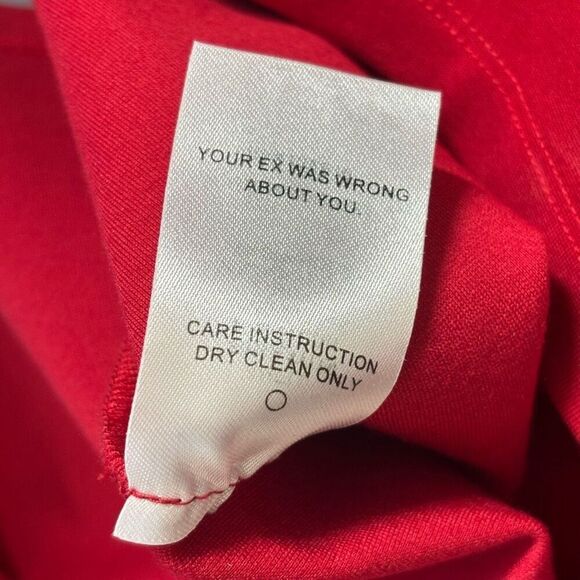 YOUR EX WAS WRONG
ABOUT YOU.
CARE INSTRUCTION
DRY CLEAN ONLY